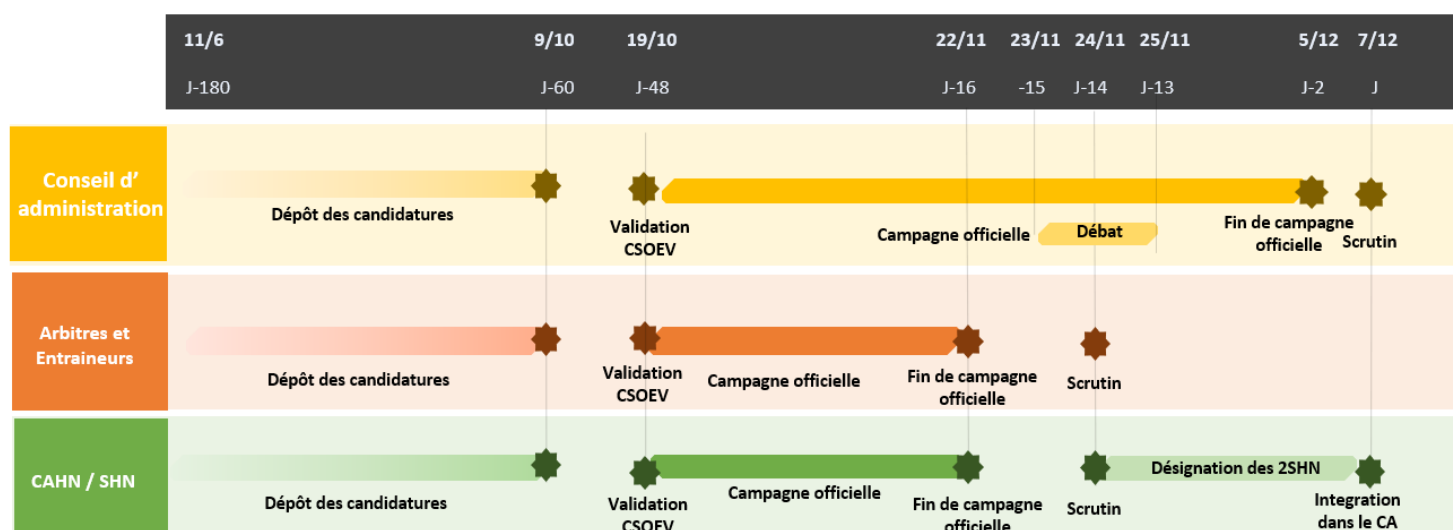 11/6 9/10 19/10 22/11 23/11 24/11 25/11 5/12 7/12
J-180 J-60 J-48 J-16 -15 J-14 J-13 J-2 J
Conseil d’
administration
Dépôt des candidatures
Validation
CSOEV
Campagne officielle
Débat
Fin de campagne
officielle
Scrutin
Arbitres et
Entraineurs
Dépôt des candidatures
Validation
CSOEV
Campagne officielle
Fin de campagne
officielle
Scrutin
CAHN / SHN
Dépôt des candidatures
Validation
CSOEV
Campagne officielle
Fin de campagne
officielle
Scrutin
Désignation des 2SHN
Integration
dans le CA